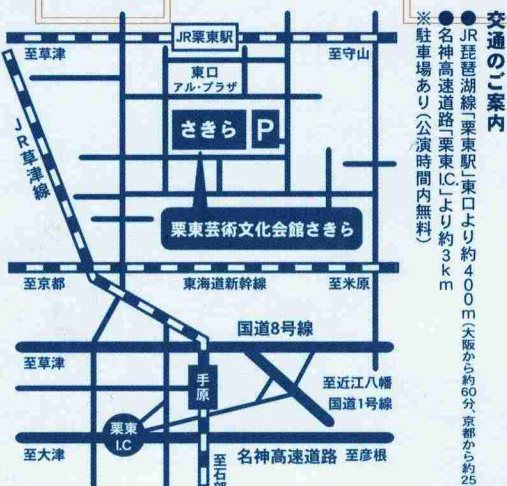 交通のご案内
●JR琵琶湖線「栗東駅」東口より約400m(大阪から約60分、京都から約25
●名神高速道路「栗東I.C」より約3km
※駐車場あり(公演時間内無料)
JR栗東駅
至草津
至守山
東口
アル・プラザ
さきら
P
JR草津線
栗東芸術文化会館さきら
至京都
東海道新幹線
至米原
国道8号線
至草津
手原
至近江八幡
国道1号線
栗東
I.C
至大津
至石部
名神高速道路
至彦根